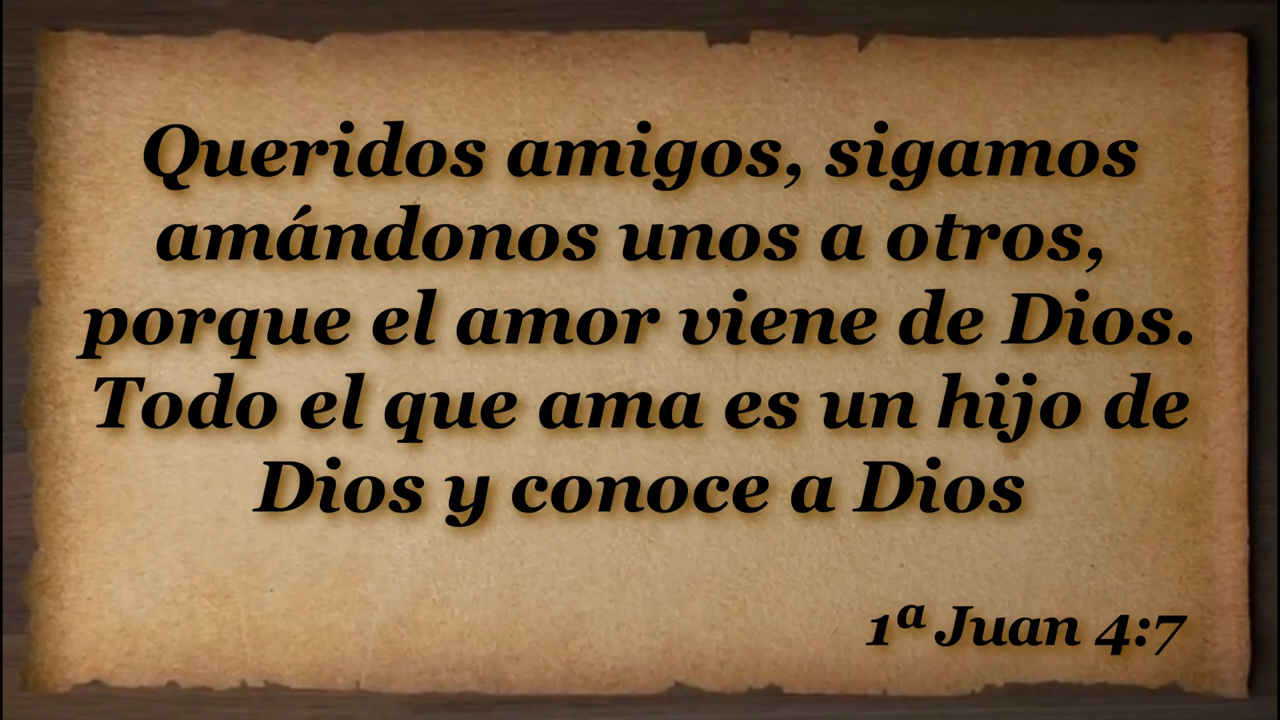 Queridos amigos, sigamos
amándonos unos a otros,
porque el amor viene de Dios.
Todo el que ama es un hijo de
Dios y conoce a Dios
1ª Juan 4:7